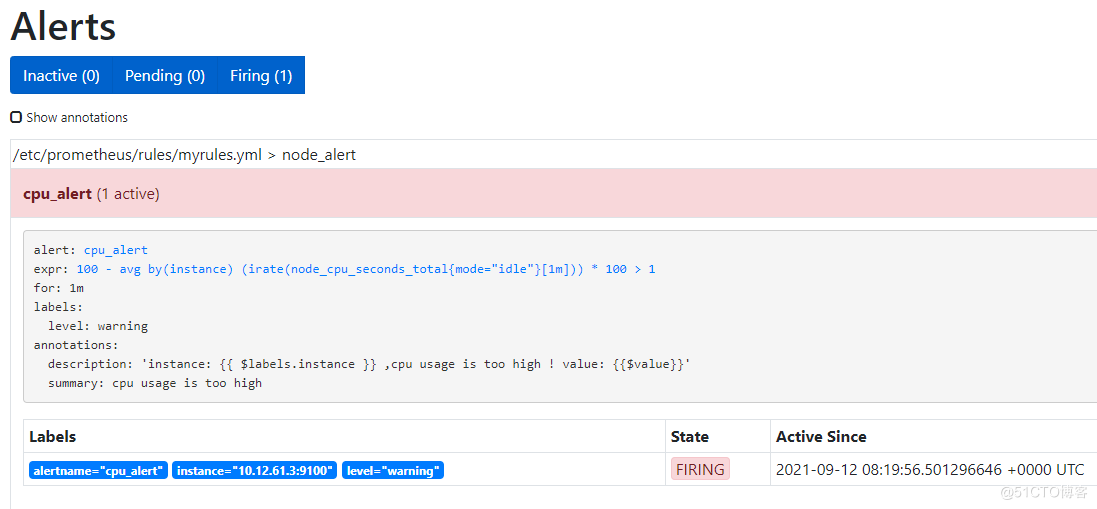 Alerts
Inactive (0) Pending (0) Firing (1)
Show annotations
/etc/prometheus/rules/myrules.yml > node_alert
cpu_alert (1 active)
alert: cpu_alert
expr: 100 - avg by(instance) (irate(node_cpu_seconds_total{mode="idle"}[1m])) * 100 > 1
for: 1m
labels:
  level: warning
annotations:
  description: 'instance: {{ $labels.instance }} ,cpu usage is too high ! value: {{$value}}'
  summary: cpu usage is too high
Labels State Active Since
alertname="cpu_alert" instance="10.12.61.3:9100" level="warning" FIRING 2021-09-12 08:19:56.501296646 +0000 UTC
@51CTO博客